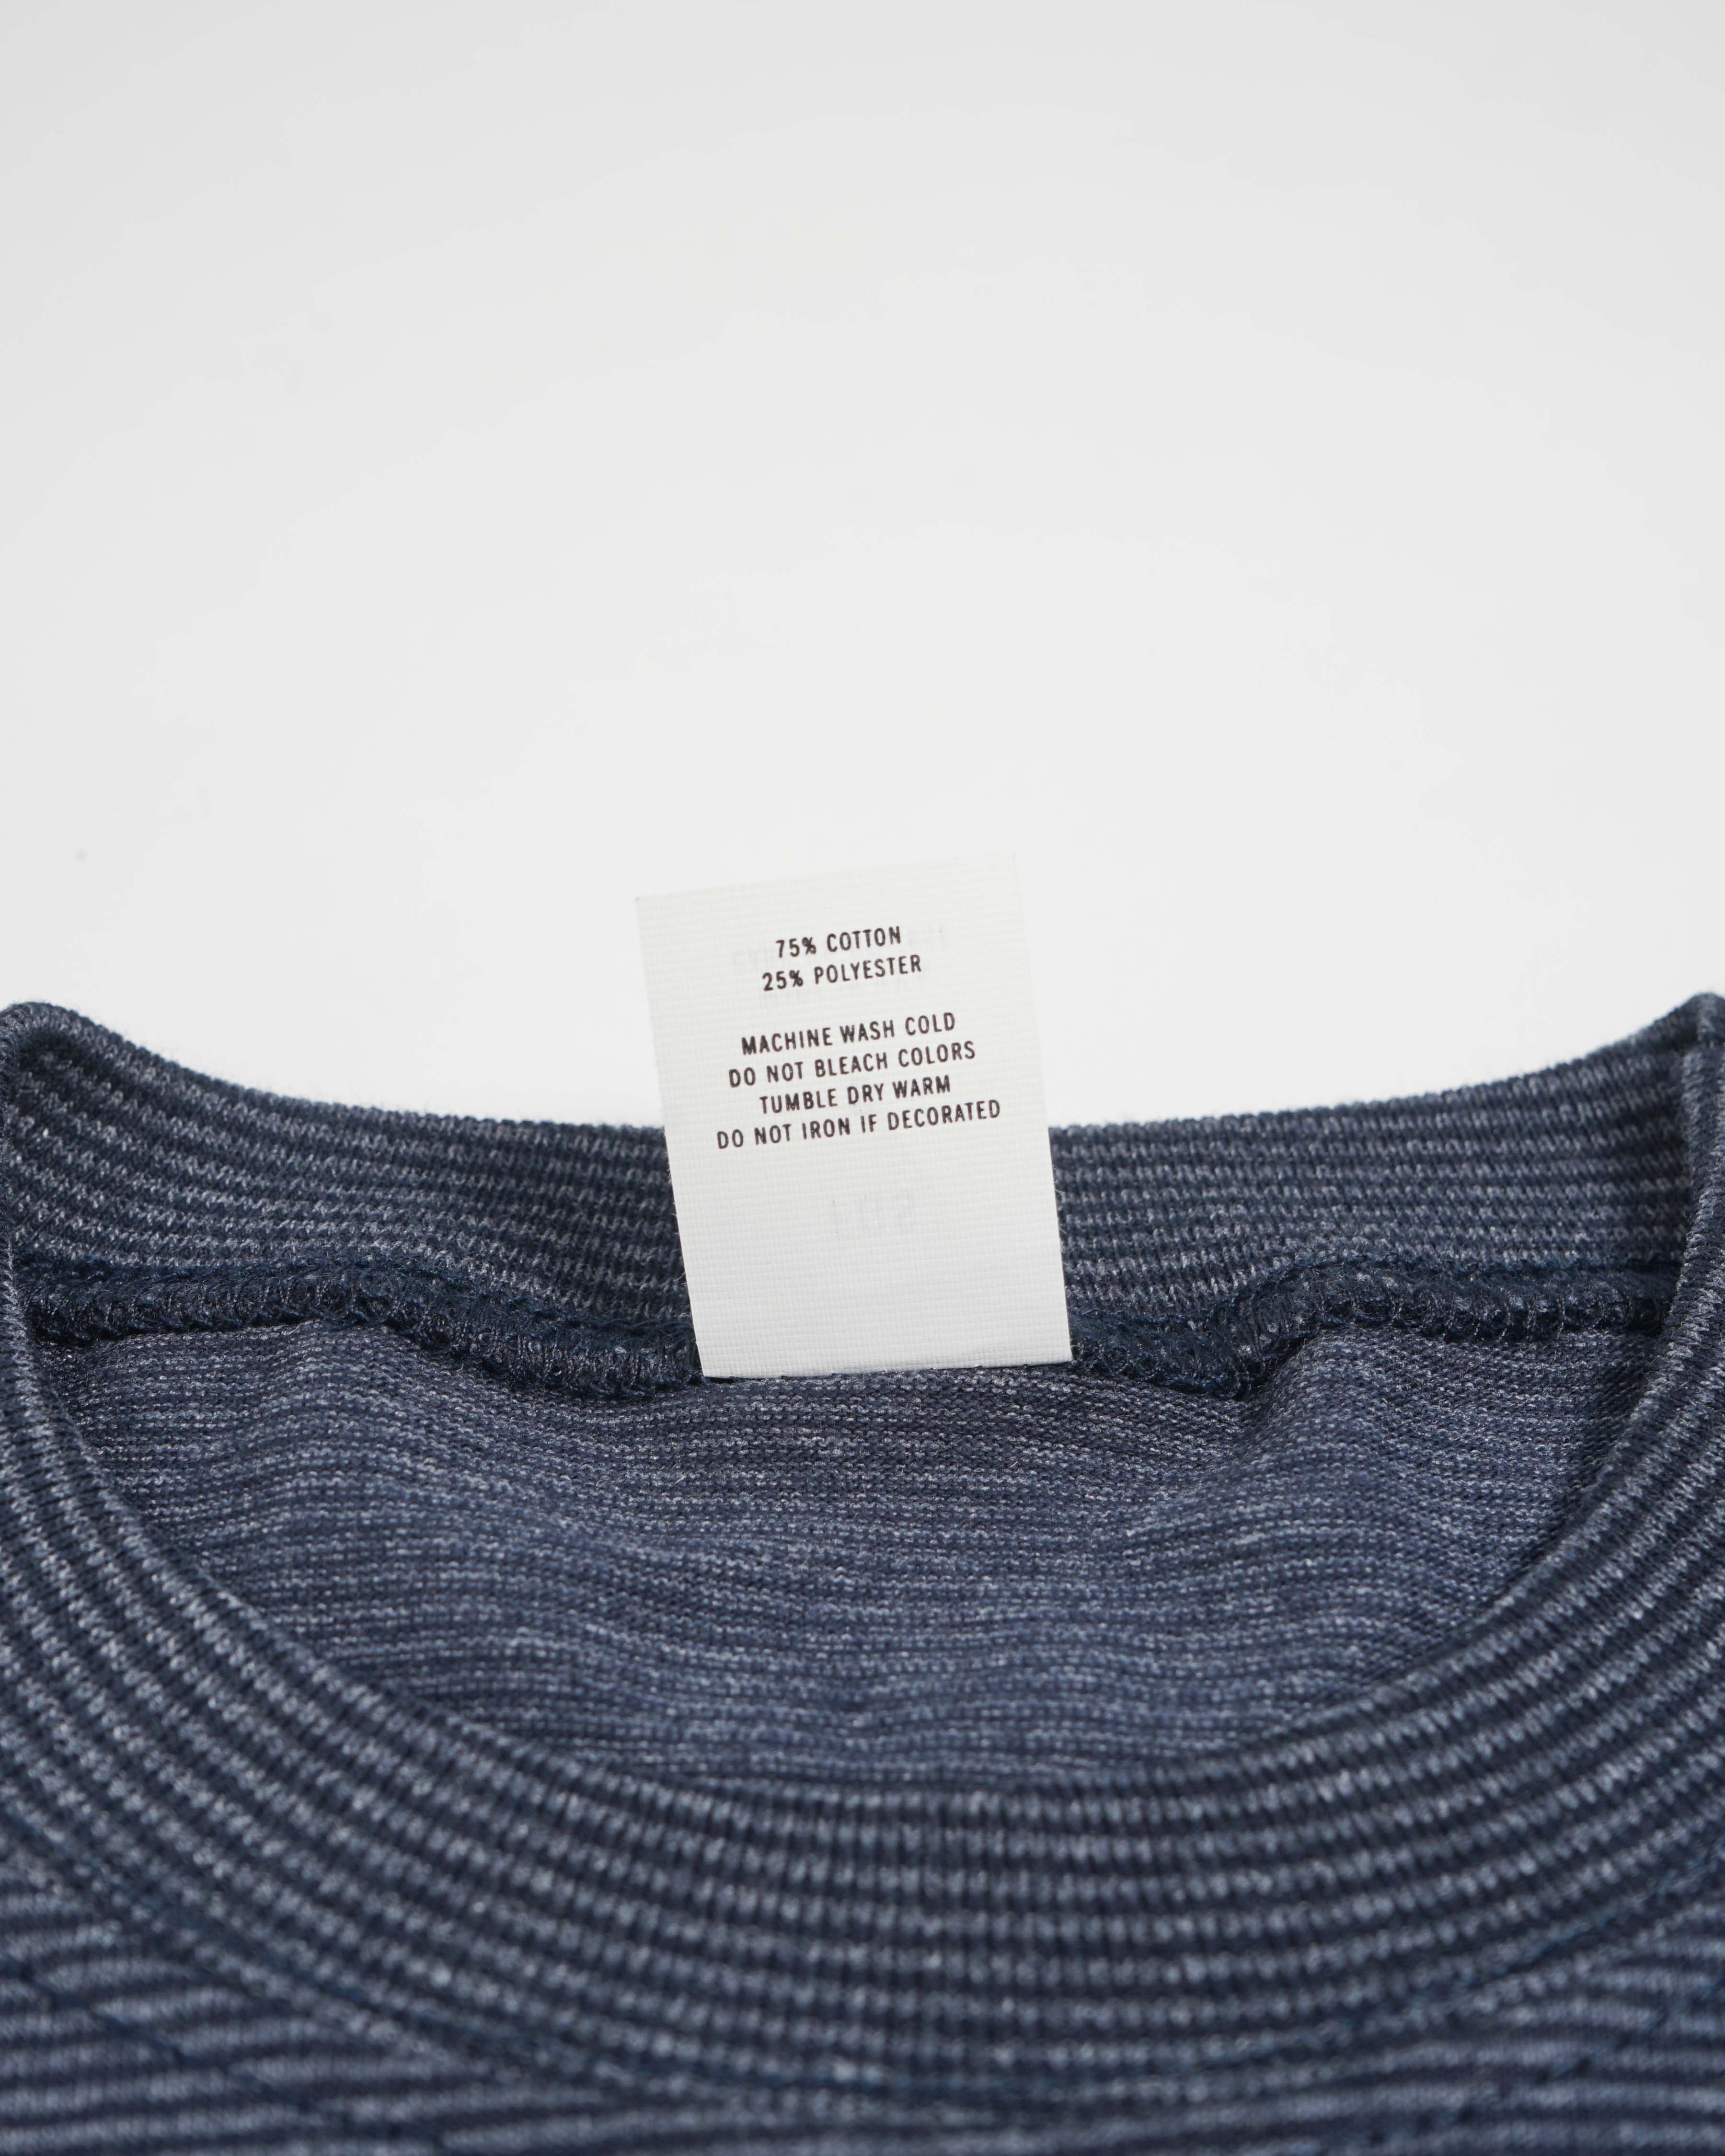 75% COTTON
25% POLYESTER
MACHINE WASH COLD
DO NOT BLEACH COLORS
TUMBLE DRY WARM
DO NOT IRON IF DECORATED